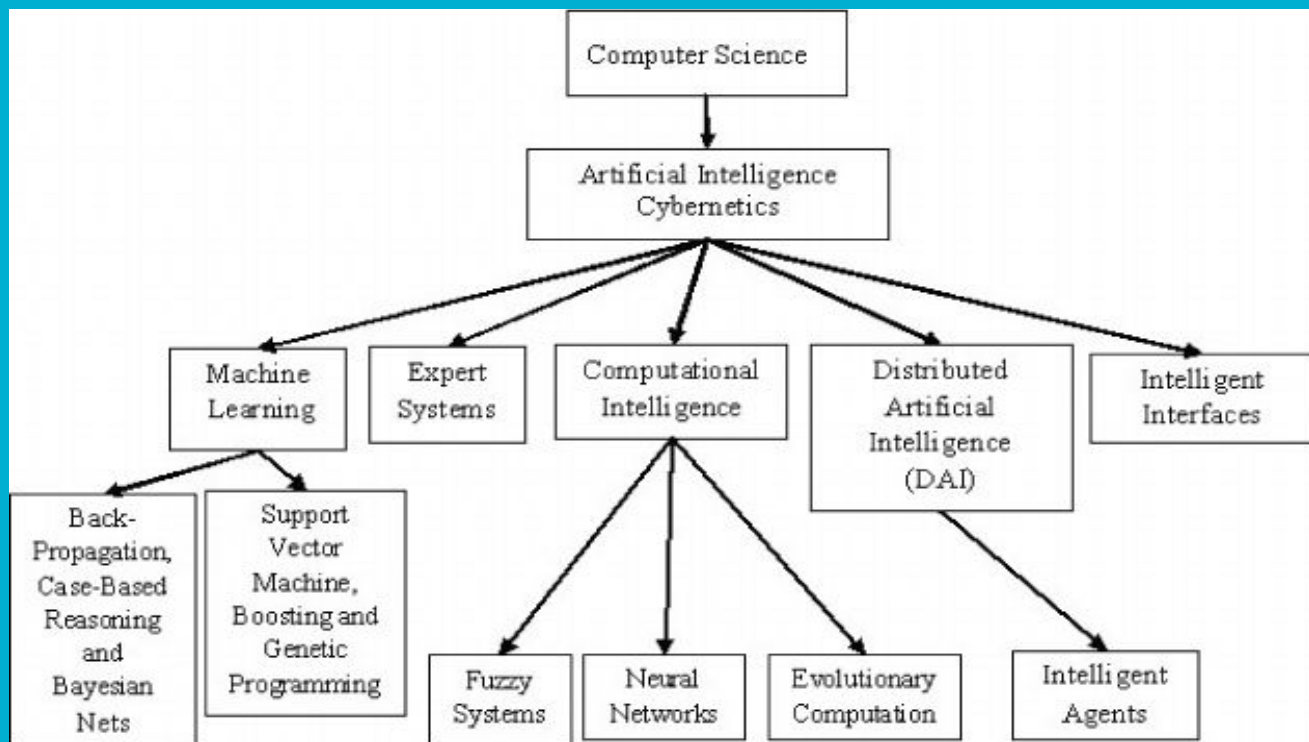 Computer Science
Artificial Intelligence
Cybernetics
Machine
Learning
Expert
Systems
Computational
Intelligence
Distributed
Artificial
Intelligence
(DAI)
Intelligent
Interfaces
Back-
Propagation,
Case-Based
Reasoning
and
Bayesian
Nets
Support
Vector
Machine,
Boosting and
Genetic
Programming
Fuzzy
Systems
Neural
Networks
Evolutionary
Computation
Intelligent
Agents